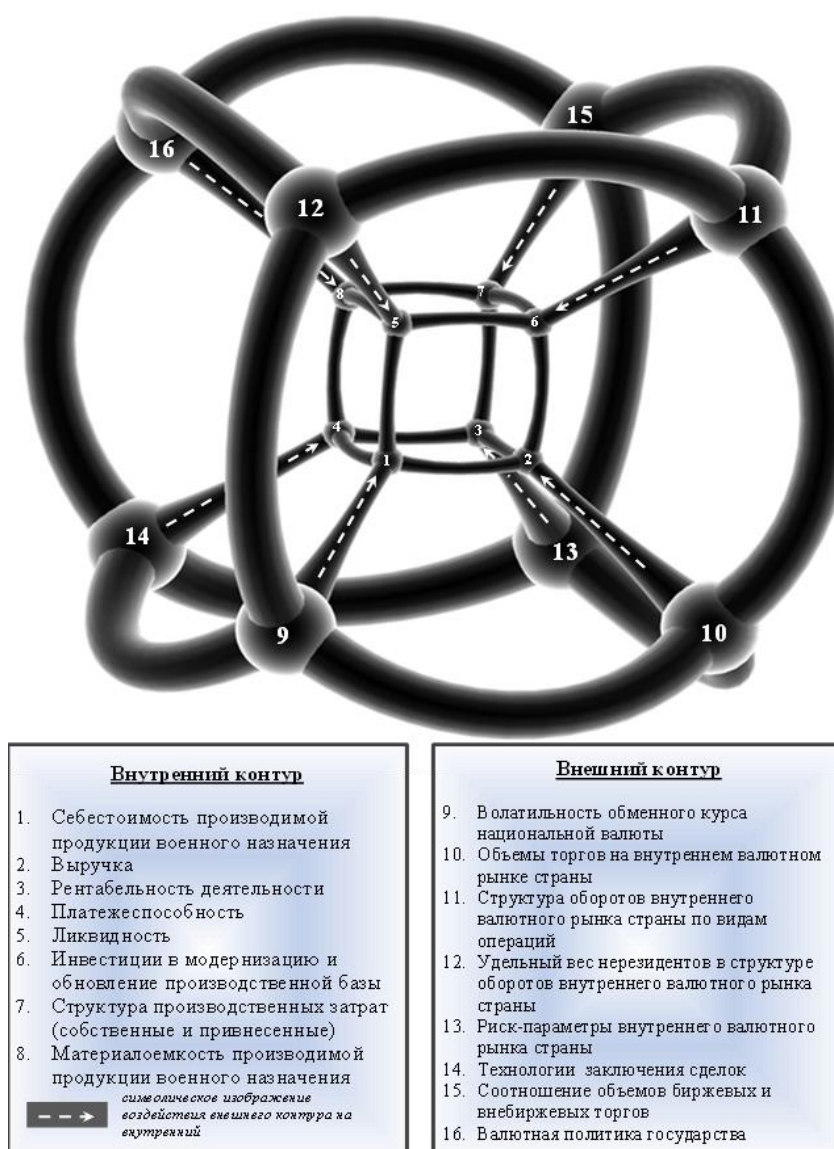 15
16
12
11
7
8
5
6
4
3
1
2
14
13
9
10
Внутренний контур
1. Себестоимость производимой
продукции военного назначения
2. Выручка
3. Рентабельность деятельности
4. Платежеспособность
5. Ликвидность
6. Инвестиции в модернизацию и
обновление производственной базы
7. Структура производственных затрат
(собственные и привнесенные)
8. Материалоемкость производимой
продукции военного назначения
символическое изображение
воздействия внешнего контура на
внутренний
Внешний контур
9. Волатильность обменного курса
национальной валюты
10. Объемы торгов на внутреннем валютном
рынке страны
11. Структура оборотов внутреннего
валютного рынка страны по видам
операций
12. Удельный вес нерезидентов в структуре
оборотов внутреннего валютного рынка
страны
13. Риск-параметры внутреннего валютного
рынка страны
14. Технологии заключения сделок
15. Соотношение объемов биржевых и
внебиржевых торгов
16. Валютная политика государства